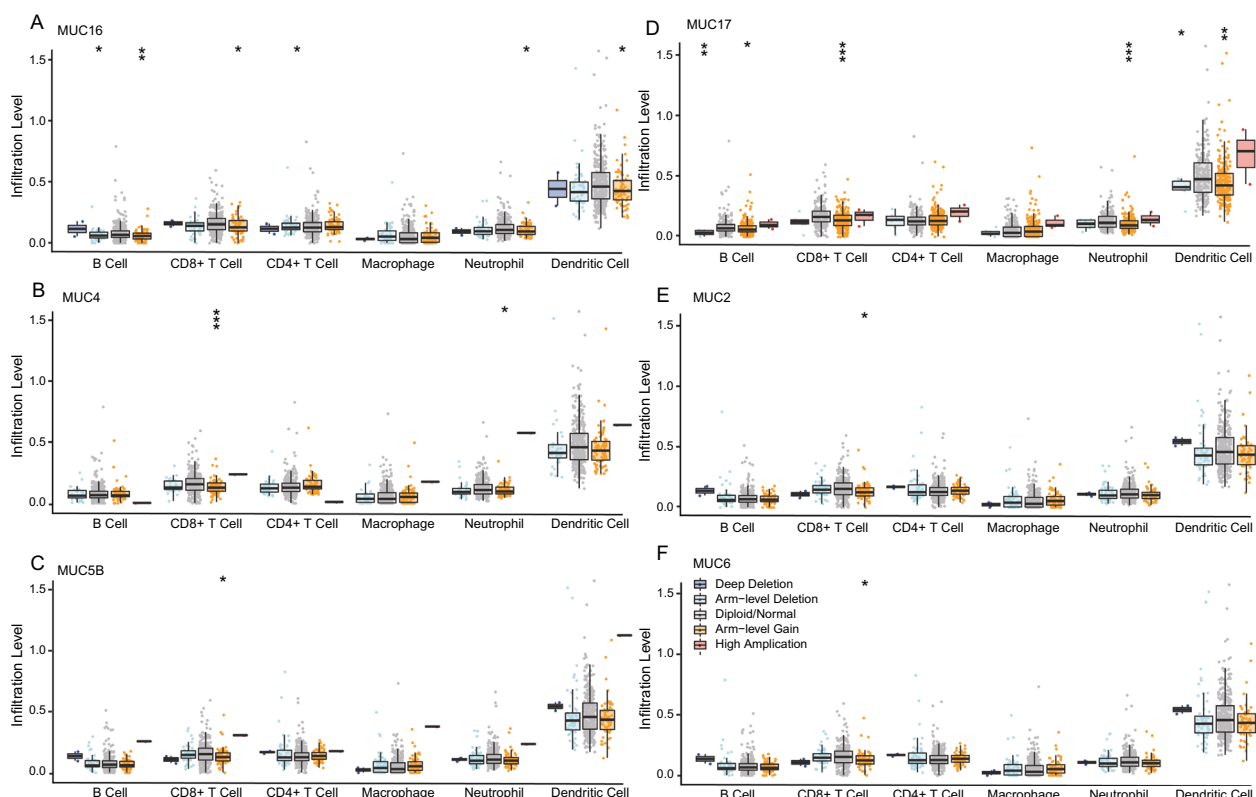 A
MUC16
Infiltration Level
1.5
1.0
0.5
0.0
* *** * * * *
B Cell CD8+ T Cell CD4+ T Cell Macrophage Neutrophil Dendritic Cell
B
MUC4
Infiltration Level
1.5
1.0
0.5
0.0
*** *
B Cell CD8+ T Cell CD4+ T Cell Macrophage Neutrophil Dendritic Cell
C
MUC5B
Infiltration Level
1.5
1.0
0.5
0.0
*
B Cell CD8+ T Cell CD4+ T Cell Macrophage Neutrophil Dendritic Cell
D
MUC17
Infiltration Level
1.5
1.0
0.5
0.0
** * *** *** * **
B Cell CD8+ T Cell CD4+ T Cell Macrophage Neutrophil Dendritic Cell
E
MUC2
Infiltration Level
1.5
1.0
0.5
0.0
*
B Cell CD8+ T Cell CD4+ T Cell Macrophage Neutrophil Dendritic Cell
F
MUC6
Deep Deletion
Arm−level Deletion
Diploid/Normal
Arm−level Gain
High Amplication
Infiltration Level
1.5
1.0
0.5
0.0
*
B Cell CD8+ T Cell CD4+ T Cell Macrophage Neutrophil Dendritic Cell